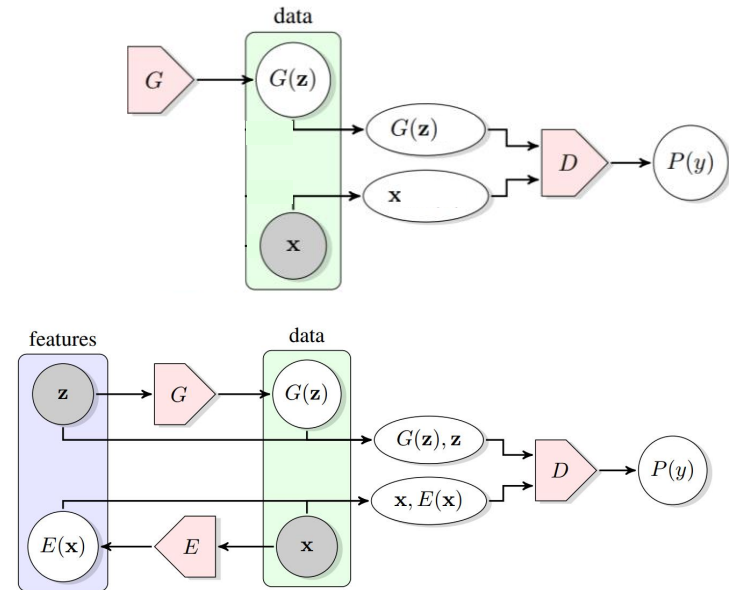 data
G
G(z)
G(z)
D
P(y)
x
x
features
data
z
G
G(z)
G(z), z
D
P(y)
x, E(x)
E(x)
E
x